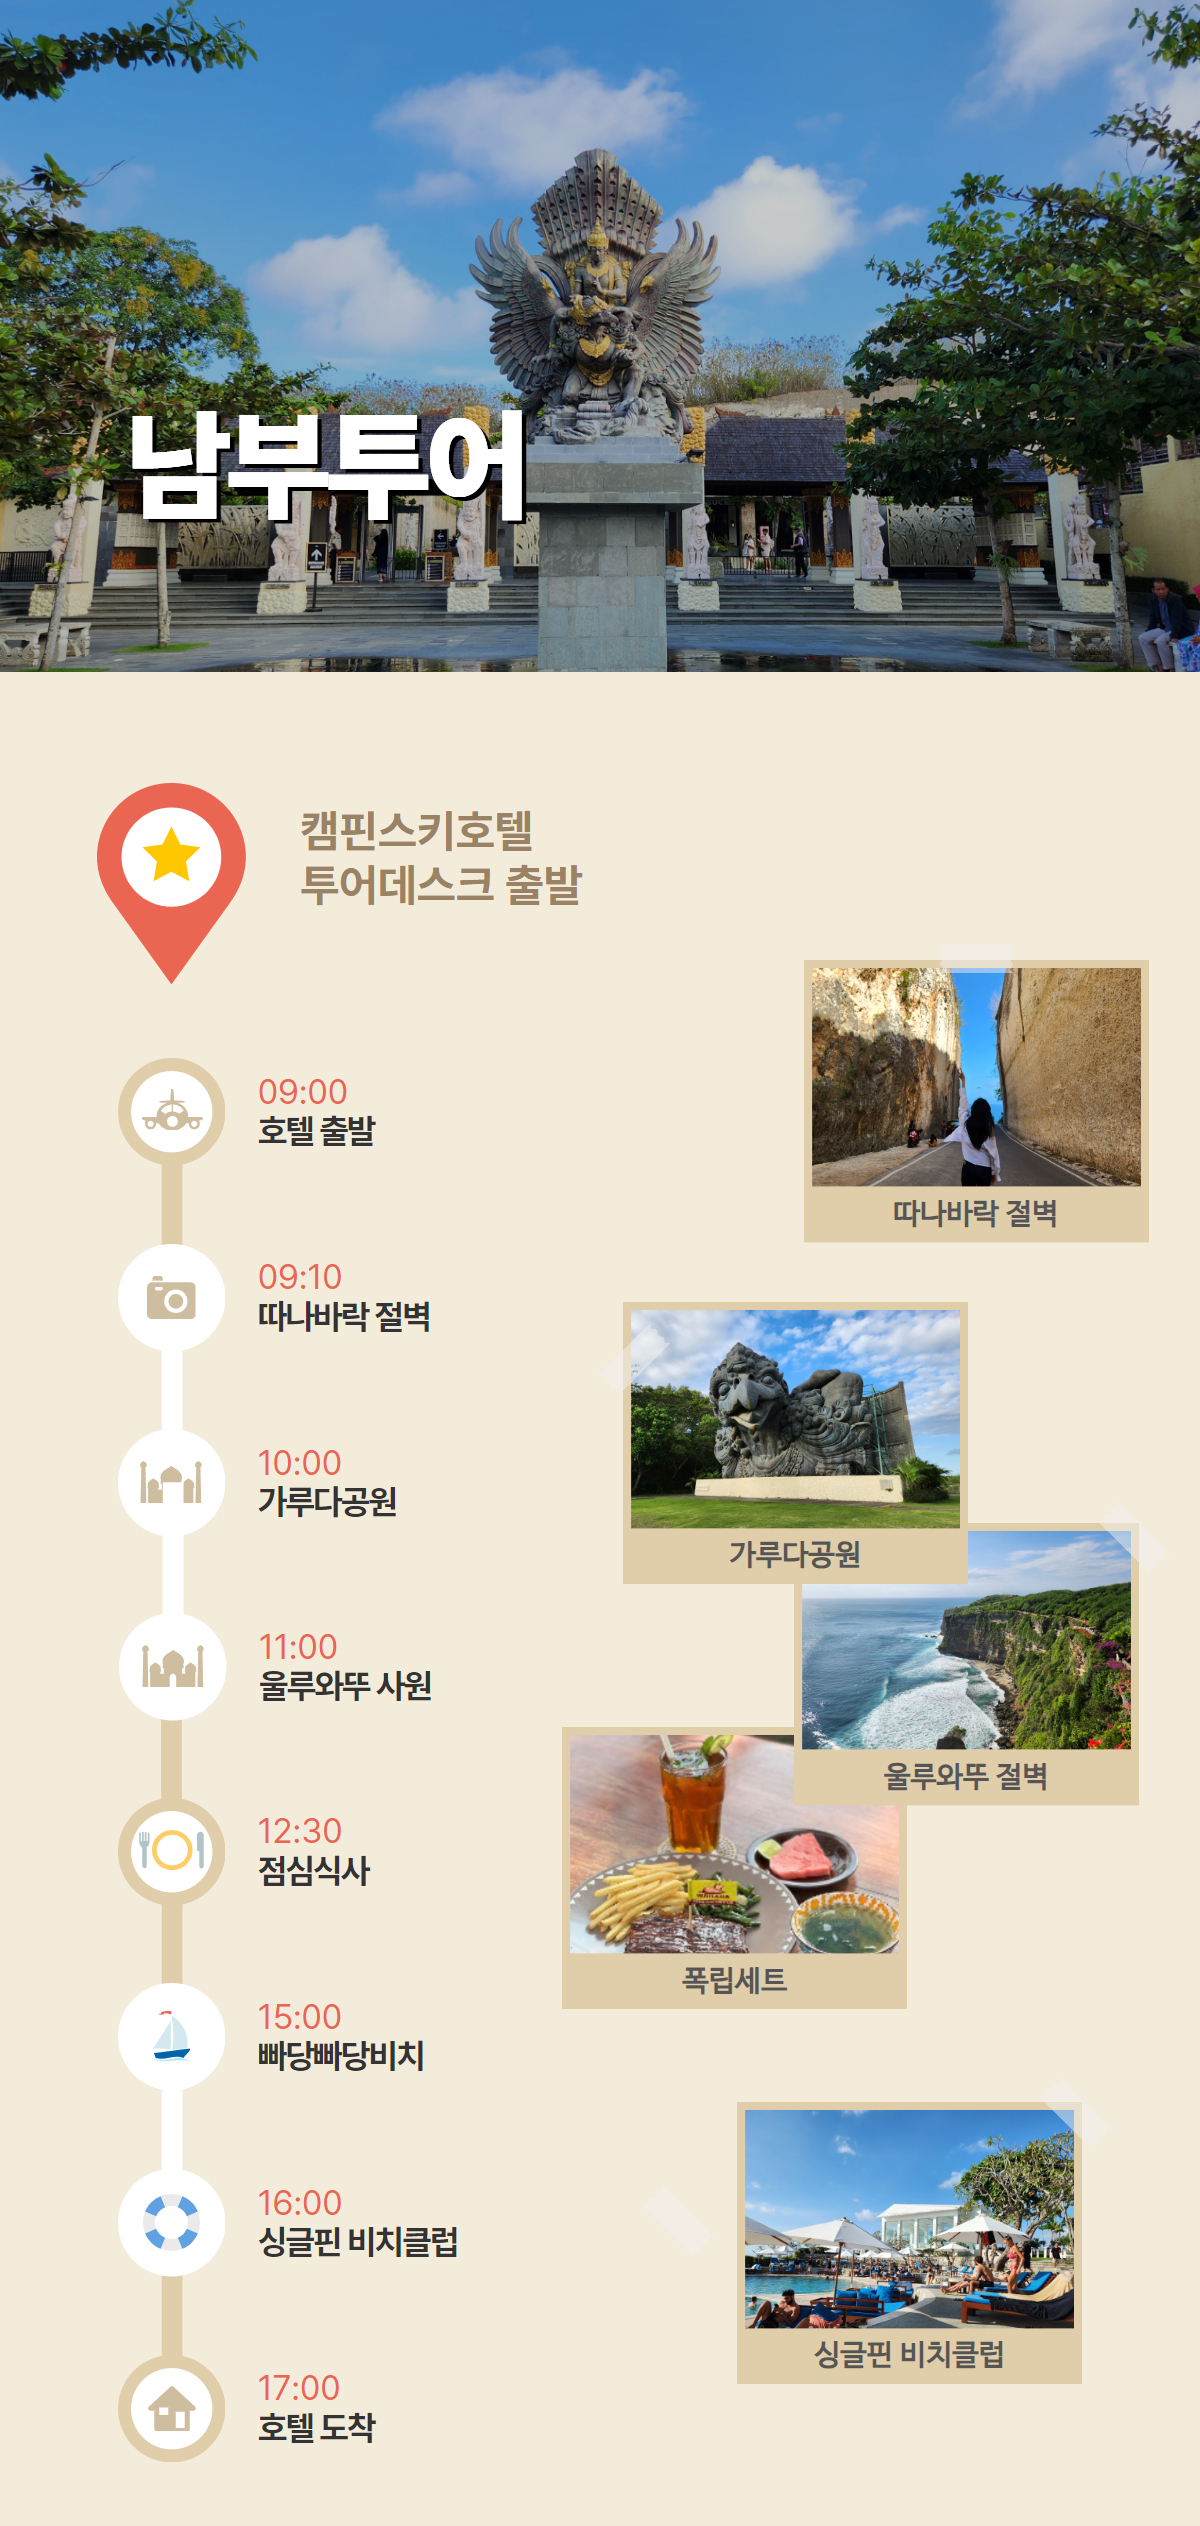 남부투어
캠핀스키호텔
투어데스크 출발
09:00
호텔 출발
09:10
따나바락 절벽
10:00
가루다공원
11:00
울루와뚜 사원
12:30
점심식사
15:00
빠당빠당비치
16:00
싱글핀 비치클럽
17:00
호텔 도착
따나바락 절벽
가루다공원
울루와뚜 절벽
폭립세트
싱글핀 비치클럽